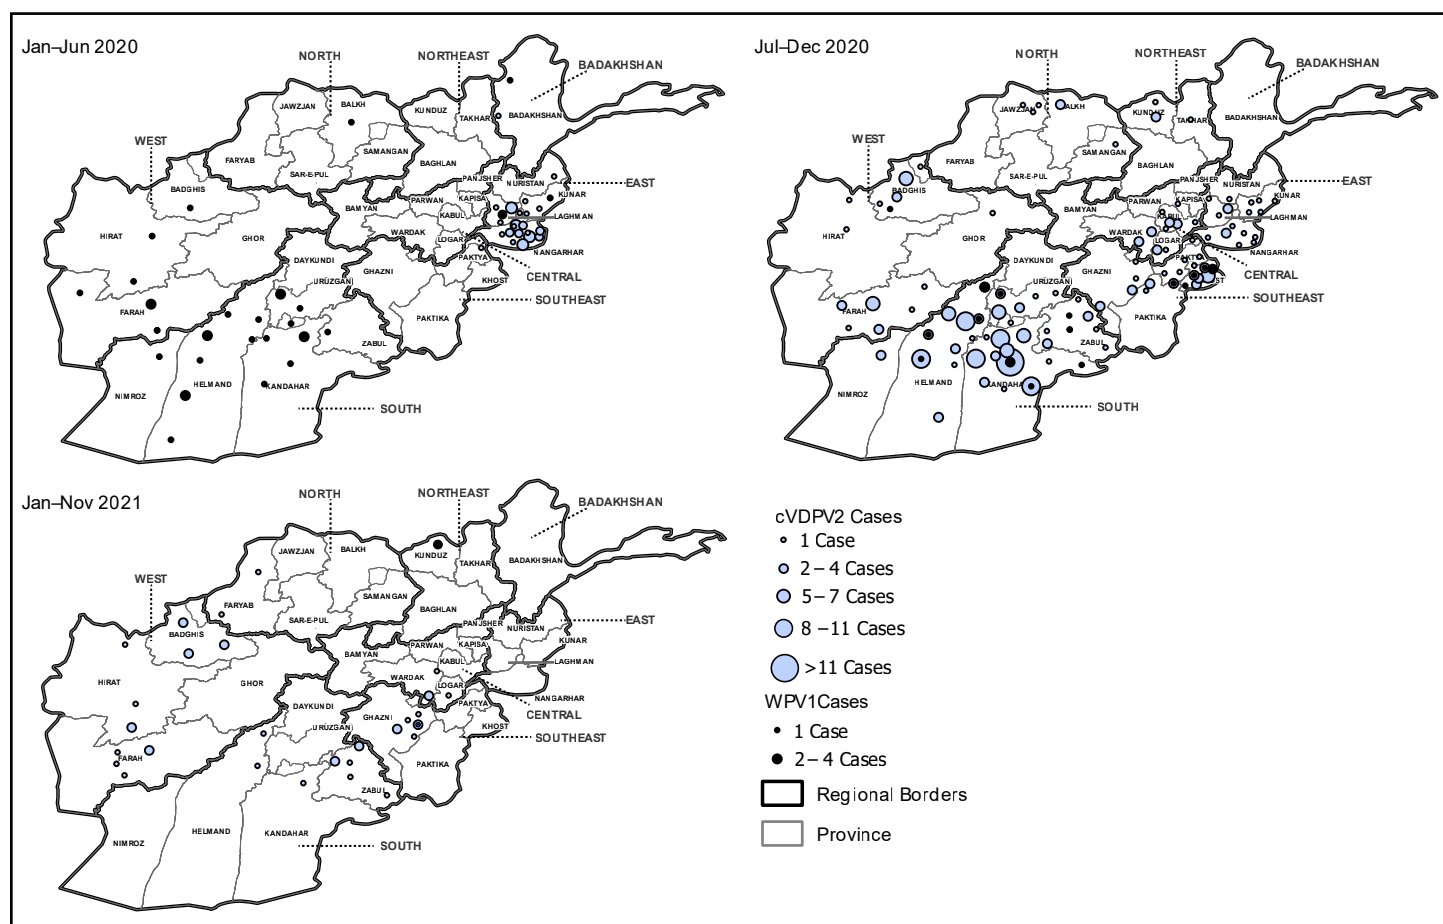 Jan–Jun 2020
NORTH
NORTHEAST
BADAKHSHAN
JAWZJAN
BALKH
KUNDUZ
TAKHAR
BADAKHSHAN
WEST
FARYAB
SAMANGAN
BAGHLAN
SAR-E-PUL
BADGHIS
PANJSHER
NURISTAN
EAST
BAMYAN
PARWAN
KAPISA
KUNAR
KABUL
LAGHMAN
HIRAT
GHOR
WARDAK
LOGAR
NANGARHAR
DAYKUNDI
GHAZNI
PAKTYA
CENTRAL
URUZGAN
KHOST
SOUTHEAST
FARAH
PAKTIKA
ZABUL
NIMROZ
HELMAND
KANDAHAR
SOUTH
Jul–Dec 2020
NORTH
NORTHEAST
BADAKHSHAN
JAWZJAN
BALKH
KUNDUZ
TAKHAR
BADAKHSHAN
WEST
FARYAB
SAMANGAN
BAGHLAN
SAR-E-PUL
BADGHIS
PANJSHER
NURISTAN
EAST
BAMYAN
PARWAN
KAPISA
KUNAR
KABUL
LAGHMAN
HIRAT
GHOR
WARDAK
LOGAR
NANGARHAR
DAYKUNDI
GHAZNI
PAKTYA
CENTRAL
URUZGAN
KHOST
SOUTHEAST
FARAH
PAKTIKA
ZABUL
NIMROZ
HELMAND
KANDAHAR
SOUTH
Jan–Nov 2021
NORTH
NORTHEAST
BADAKHSHAN
JAWZJAN
BALKH
KUNDUZ
TAKHAR
BADAKHSHAN
WEST
FARYAB
SAMANGAN
BAGHLAN
SAR-E-PUL
BADGHIS
PANJSHER
NURISTAN
EAST
BAMYAN
PARWAN
KAPISA
KUNAR
KABUL
LAGHMAN
HIRAT
GHOR
WARDAK
LOGAR
NANGARHAR
DAYKUNDI
GHAZNI
PAKTYA
CENTRAL
URUZGAN
KHOST
SOUTHEAST
FARAH
PAKTIKA
ZABUL
NIMROZ
HELMAND
KANDAHAR
SOUTH
cVDPV2 Cases
1 Case
2 – 4 Cases
5 – 7 Cases
8 –11 Cases
>11 Cases
WPV1Cases
1 Case
2 – 4 Cases
Regional Borders
Province